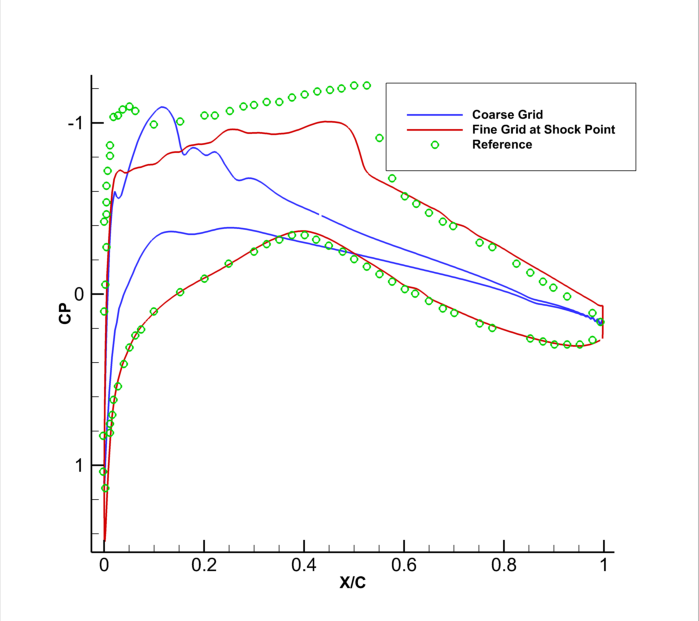 Coarse Grid
Fine Grid at Shock Point
Reference
-1
0
1
CP
0
0.2
0.4
0.6
0.8
1
X/C